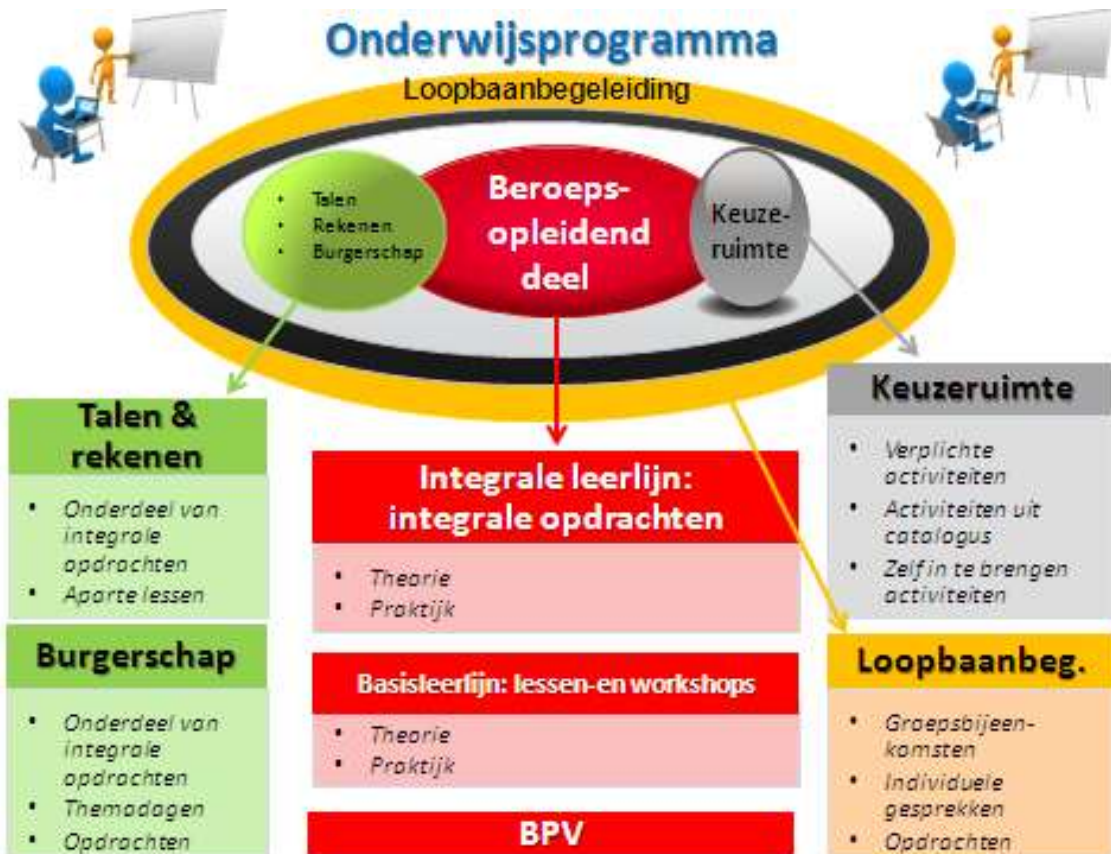 Onderwijsprogramma
Loopbaanbegeleiding
• Talen
• Rekenen
• Burgerschap
Beroeps-
opleidend
deel
Keuze-
ruimte
Talen &
rekenen
• Onderdeel van
integrale
opdrachten
• Aparte lessen
Burgerschap
• Onderdeel van
integrale
opdrachten
• Themadagen
• Opdrachten
Integrale leerlijn:
integrale opdrachten
• Theorie
• Praktijk
Basisleerlijn: lessen-en workshops
• Theorie
• Praktijk
BPV
Keuzeruimte
• Verplichte
activiteiten
• Activiteiten uit
catalogus
• Zelf in te brengen
activiteiten
Loopbaanbeg.
• Groepsbijeen-
komsten
• Individuele
gesprekken
• Opdrachten